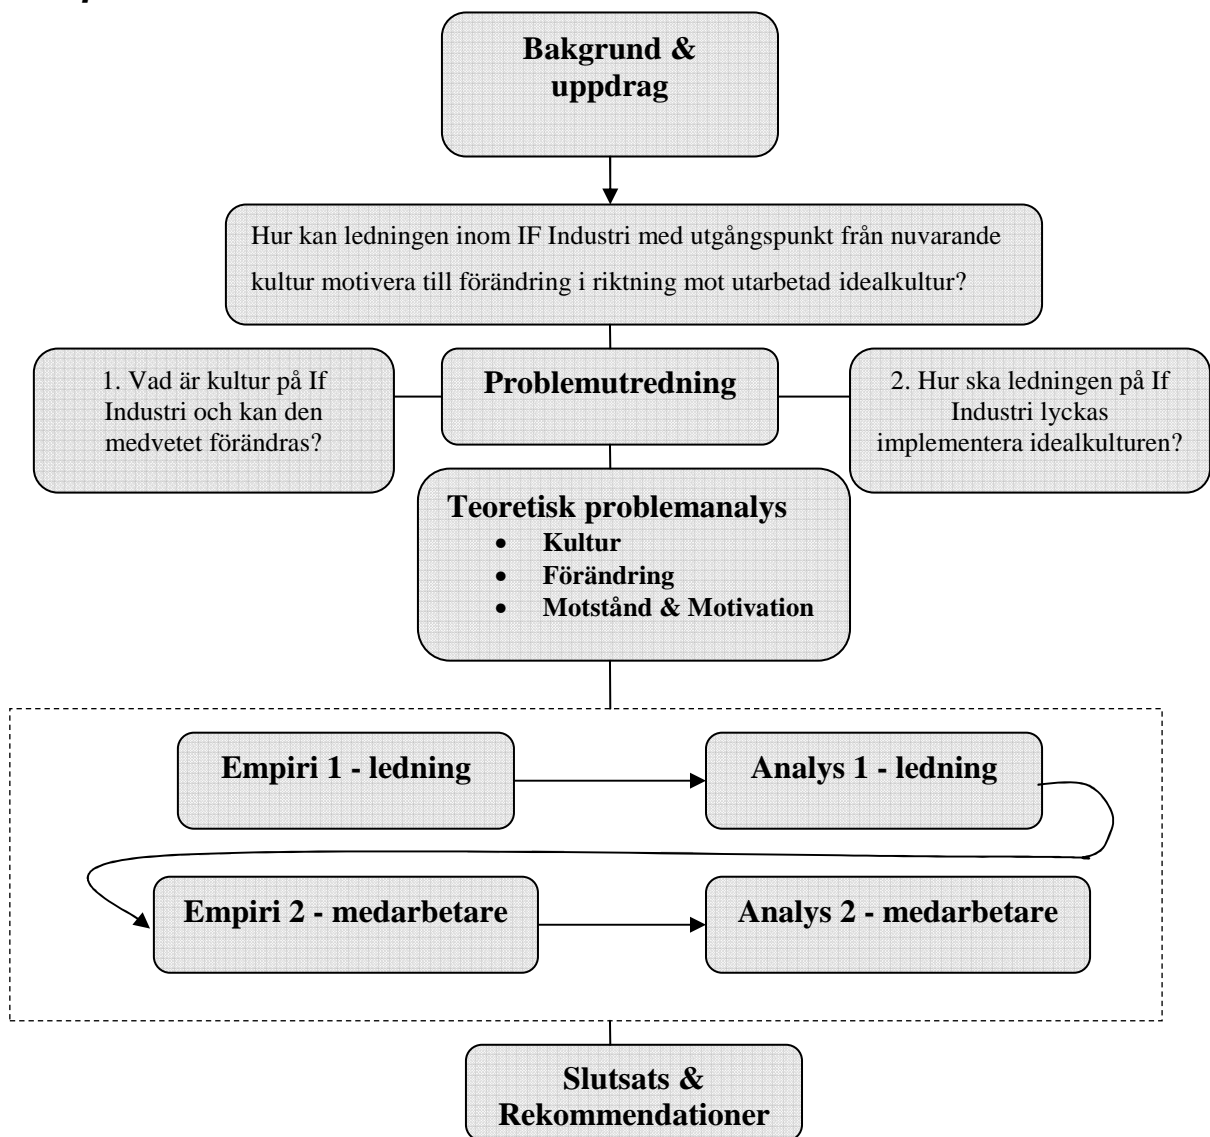 Bakgrund &
uppdrag
Hur kan ledningen inom IF Industri med utgångspunkt från nuvarande
kultur motivera till förändring i riktning mot utarbetad idealkultur?
1. Vad är kultur på If
Industri och kan den
medvetet förändras?
Problemutredning
2. Hur ska ledningen på If
Industri lyckas
implementera idealkulturen?
Teoretisk problemanalys
• Kultur
• Förändring
• Motstånd & Motivation
Empiri 1 - ledning
Analys 1 - ledning
Empiri 2 - medarbetare
Analys 2 - medarbetare
Slutsats &
Rekommendationer